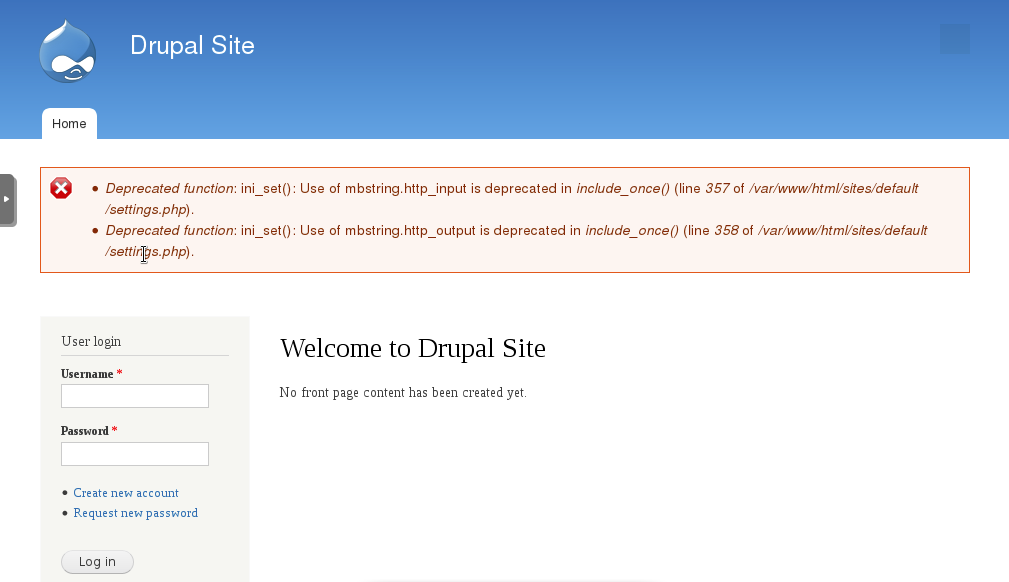 Drupal Site
Home
Deprecated function: ini_set(): Use of mbstring.http_input is deprecated in include_once() (line 357 of /var/www/html/sites/default
/settings.php).
Deprecated function: ini_set(): Use of mbstring.http_output is deprecated in include_once() (line 358 of /var/www/html/sites/default
/settings.php).
User login
Username *
Password *
Create new account
Request new password
Log in
Welcome to Drupal Site
No front page content has been created yet.